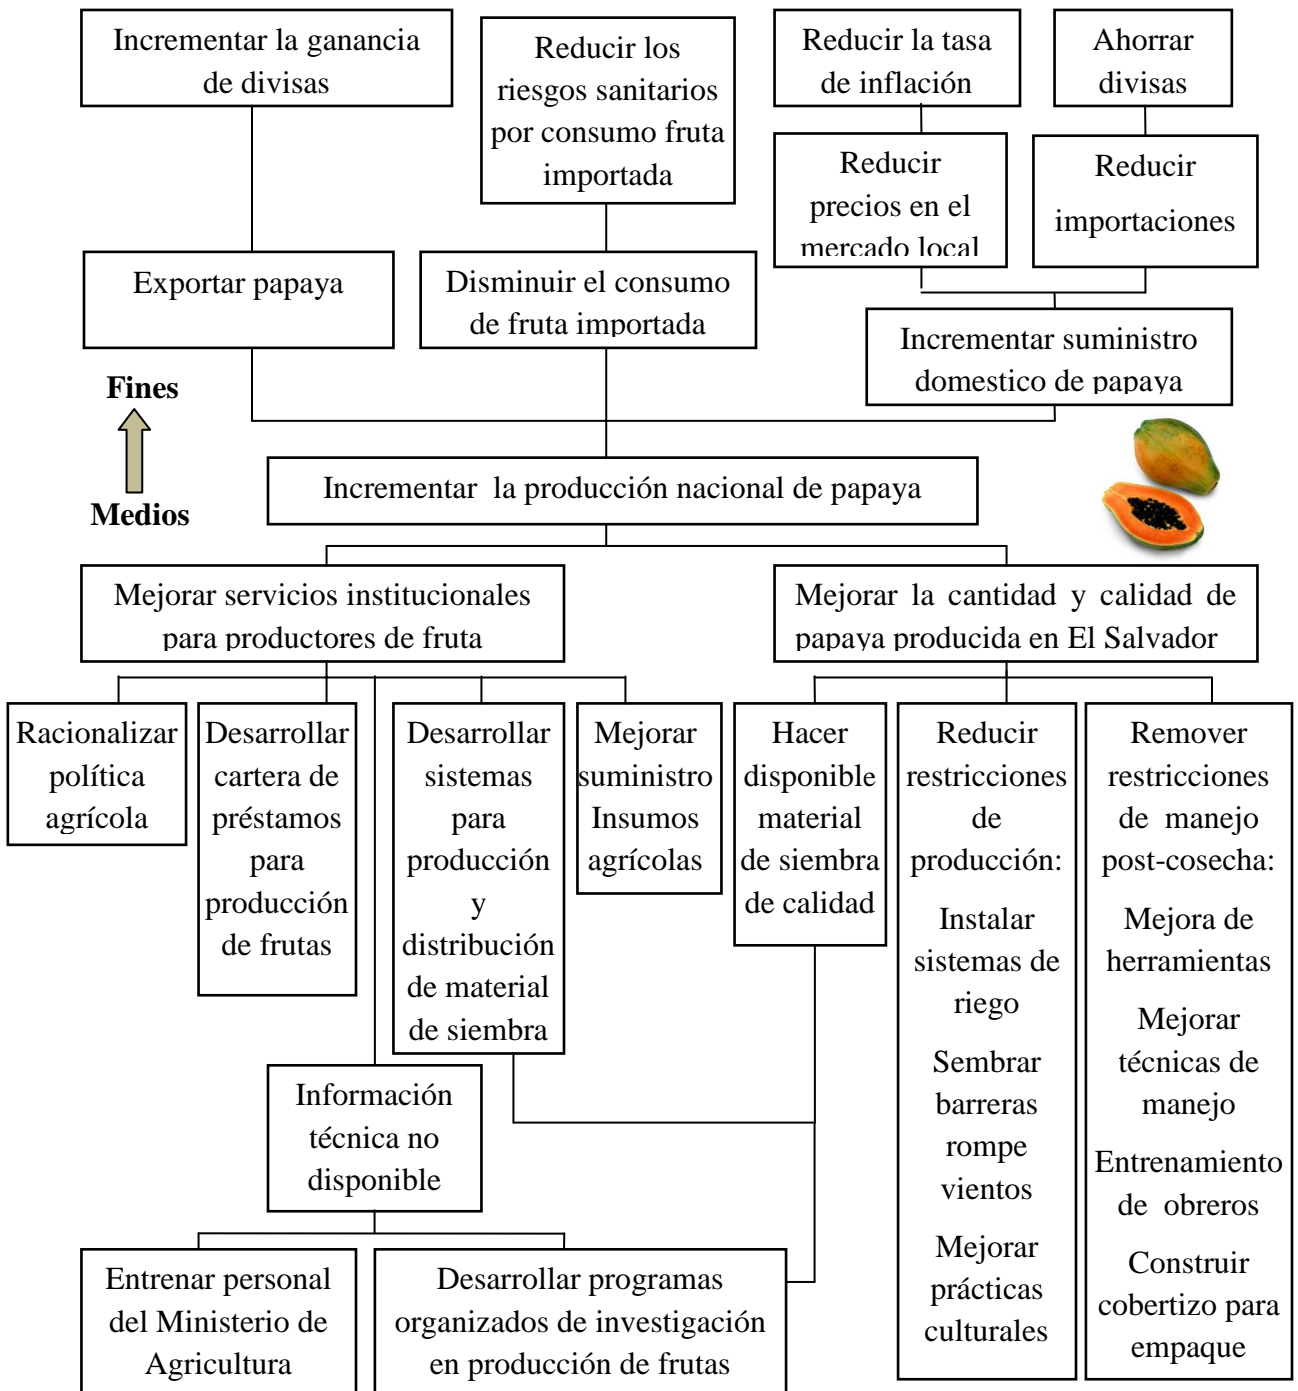 Incrementar la ganancia
de divisas
Reducir los
riesgos sanitarios
por consumo fruta
importada
Reducir la tasa
de inflación
Ahorrar
divisas
Reducir
precios en el
mercado local
Reducir
importaciones
Exportar papaya
Disminuir el consumo
de fruta importada
Incrementar suministro
domestico de papaya
Fines
Medios
Incrementar la producción nacional de papaya
Mejorar servicios institucionales
para productores de fruta
Mejorar la cantidad y calidad de
papaya producida en El Salvador
Racionalizar
política
agrícola
Desarrollar
cartera de
préstamos
para
producción
de frutas
Desarrollar
sistemas
para
producción
y
distribución
de material
de siembra
Mejorar
suministro
Insumos
agrícolas
Hacer
disponible
material
de siembra
de calidad
Reducir
restricciones
de
producción:
Instalar
sistemas de
riego
Sembrar
barreras
rompe
vientos
Mejorar
prácticas
culturales
Remover
restricciones
de manejo
post-cosecha:
Mejora de
herramientas
Mejorar
técnicas de
manejo
Entrenamiento
de obreros
Construir
cobertizo para
empaque
Información
técnica no
disponible
Entrenar personal
del Ministerio de
Agricultura
Desarrollar programas
organizados de investigación
en producción de frutas